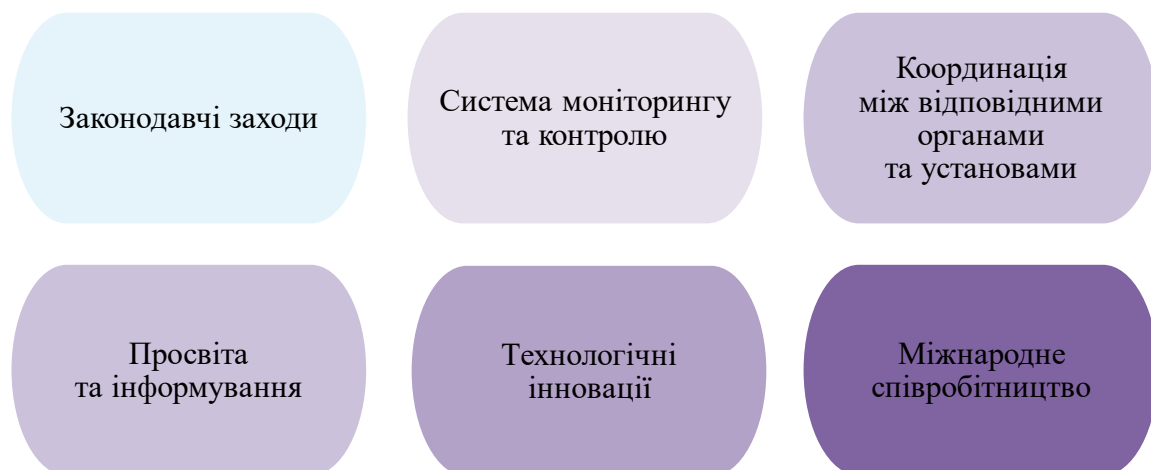 Законодавчі заходи
Система моніторингу
та контролю
Координація
між відповідними
органами
та установами
Просвіта
та інформування
Технологічні
інновації
Міжнародне
співробітництво